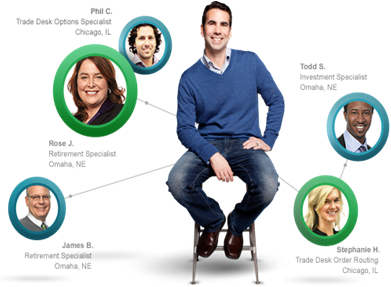 Phil C.
Trade Desk Options Specialist
Chicago, IL
Todd S.
Investment Specialist
Omaha, NE
Rose J.
Retirement Specialist
Omaha, NE
James B.
Retirement Specialist
Omaha, NE
Stephanie H.
Trade Desk Order Routing
Chicago, IL